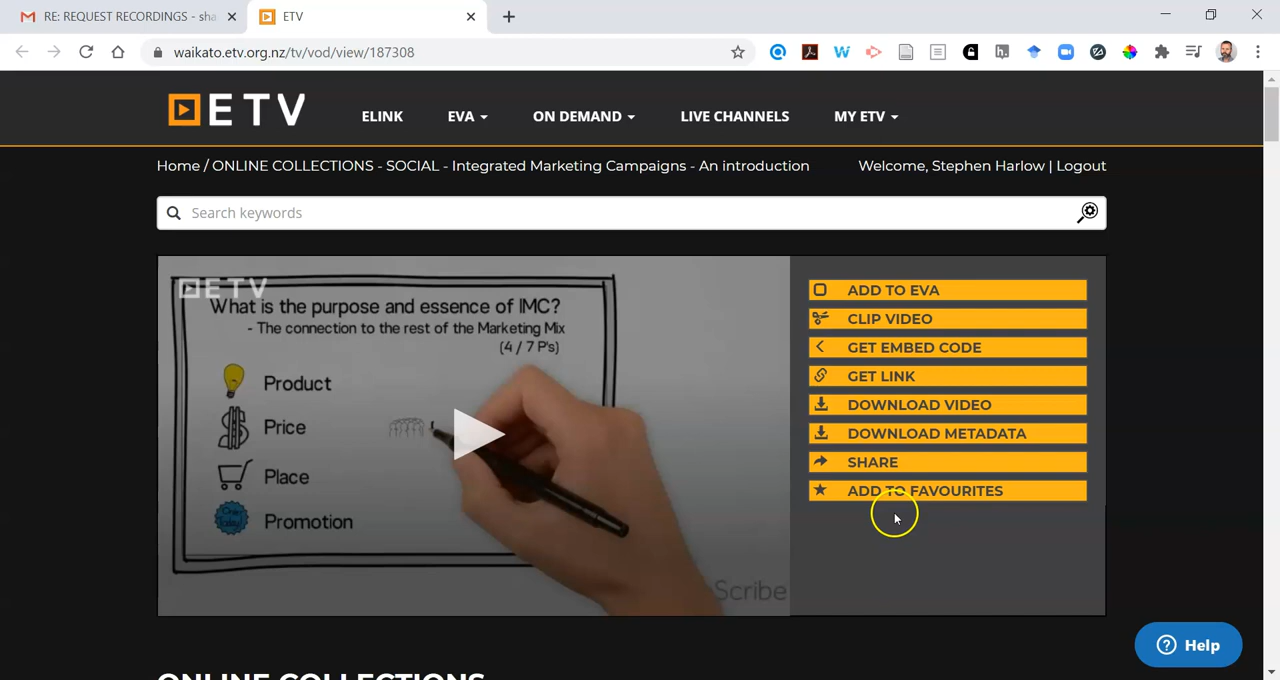 RE: REQUEST RECORDINGS - sha
ETV
waikato.etv.org.nz/tv/vod/view/187308
ETV
ELINK
EVA
ON DEMAND
LIVE CHANNELS
MY ETV
Home / ONLINE COLLECTIONS - SOCIAL - Integrated Marketing Campaigns - An introduction
Welcome, Stephen Harlow | Logout
Search keywords
ETV
What is the purpose and essence of IMC?
- The connection to the rest of the Marketing Mix
(4 / 7 P's)
Product
Price
Place
Promotion
Scribe
ADD TO EVA
CLIP VIDEO
GET EMBED CODE
GET LINK
DOWNLOAD VIDEO
DOWNLOAD METADATA
SHARE
ADD TO FAVOURITES
Help
ONLINE COLLECTIONS